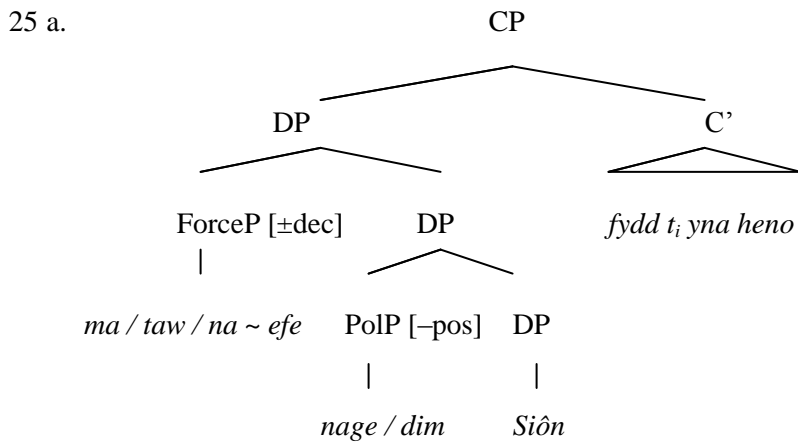 25 a. CP
DP C’
ForceP [±dec] DP fydd tᵢ yna heno
ma / taw / na ~ efe PolP [–pos] DP
nage / dim Siôn